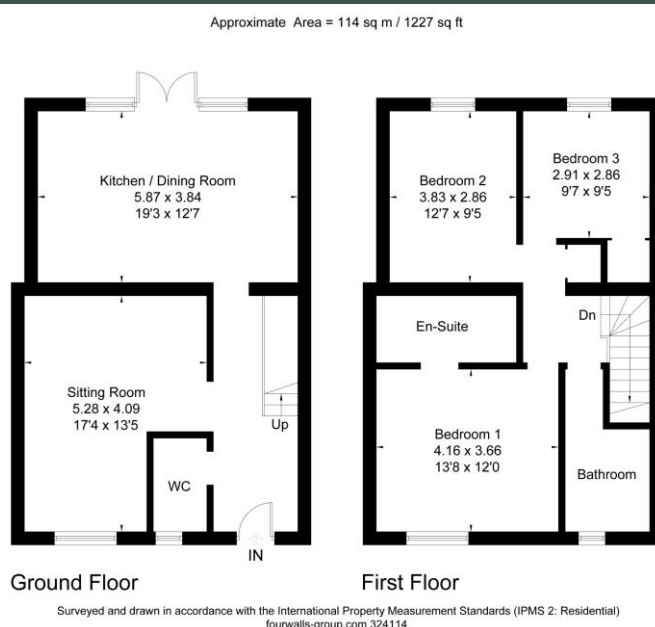 Approximate Area = 114 sq m / 1227 sq ft
Kitchen / Dining Room
5.87 x 3.84
19'3 x 12'7
Sitting Room
5.28 x 4.09
17'4 x 13'5
WC
Up
IN
Ground Floor
Bedroom 2
3.83 x 2.86
12'7 x 9'5
Bedroom 3
2.91 x 2.86
9'7 x 9'5
En-Suite
Dn
Bedroom 1
4.16 x 3.66
13'8 x 12'0
Bathroom
First Floor
Surveyed and drawn in accordance with the International Property Measurement Standards (IPMS 2: Residential)
fourwalls-group.com 324114